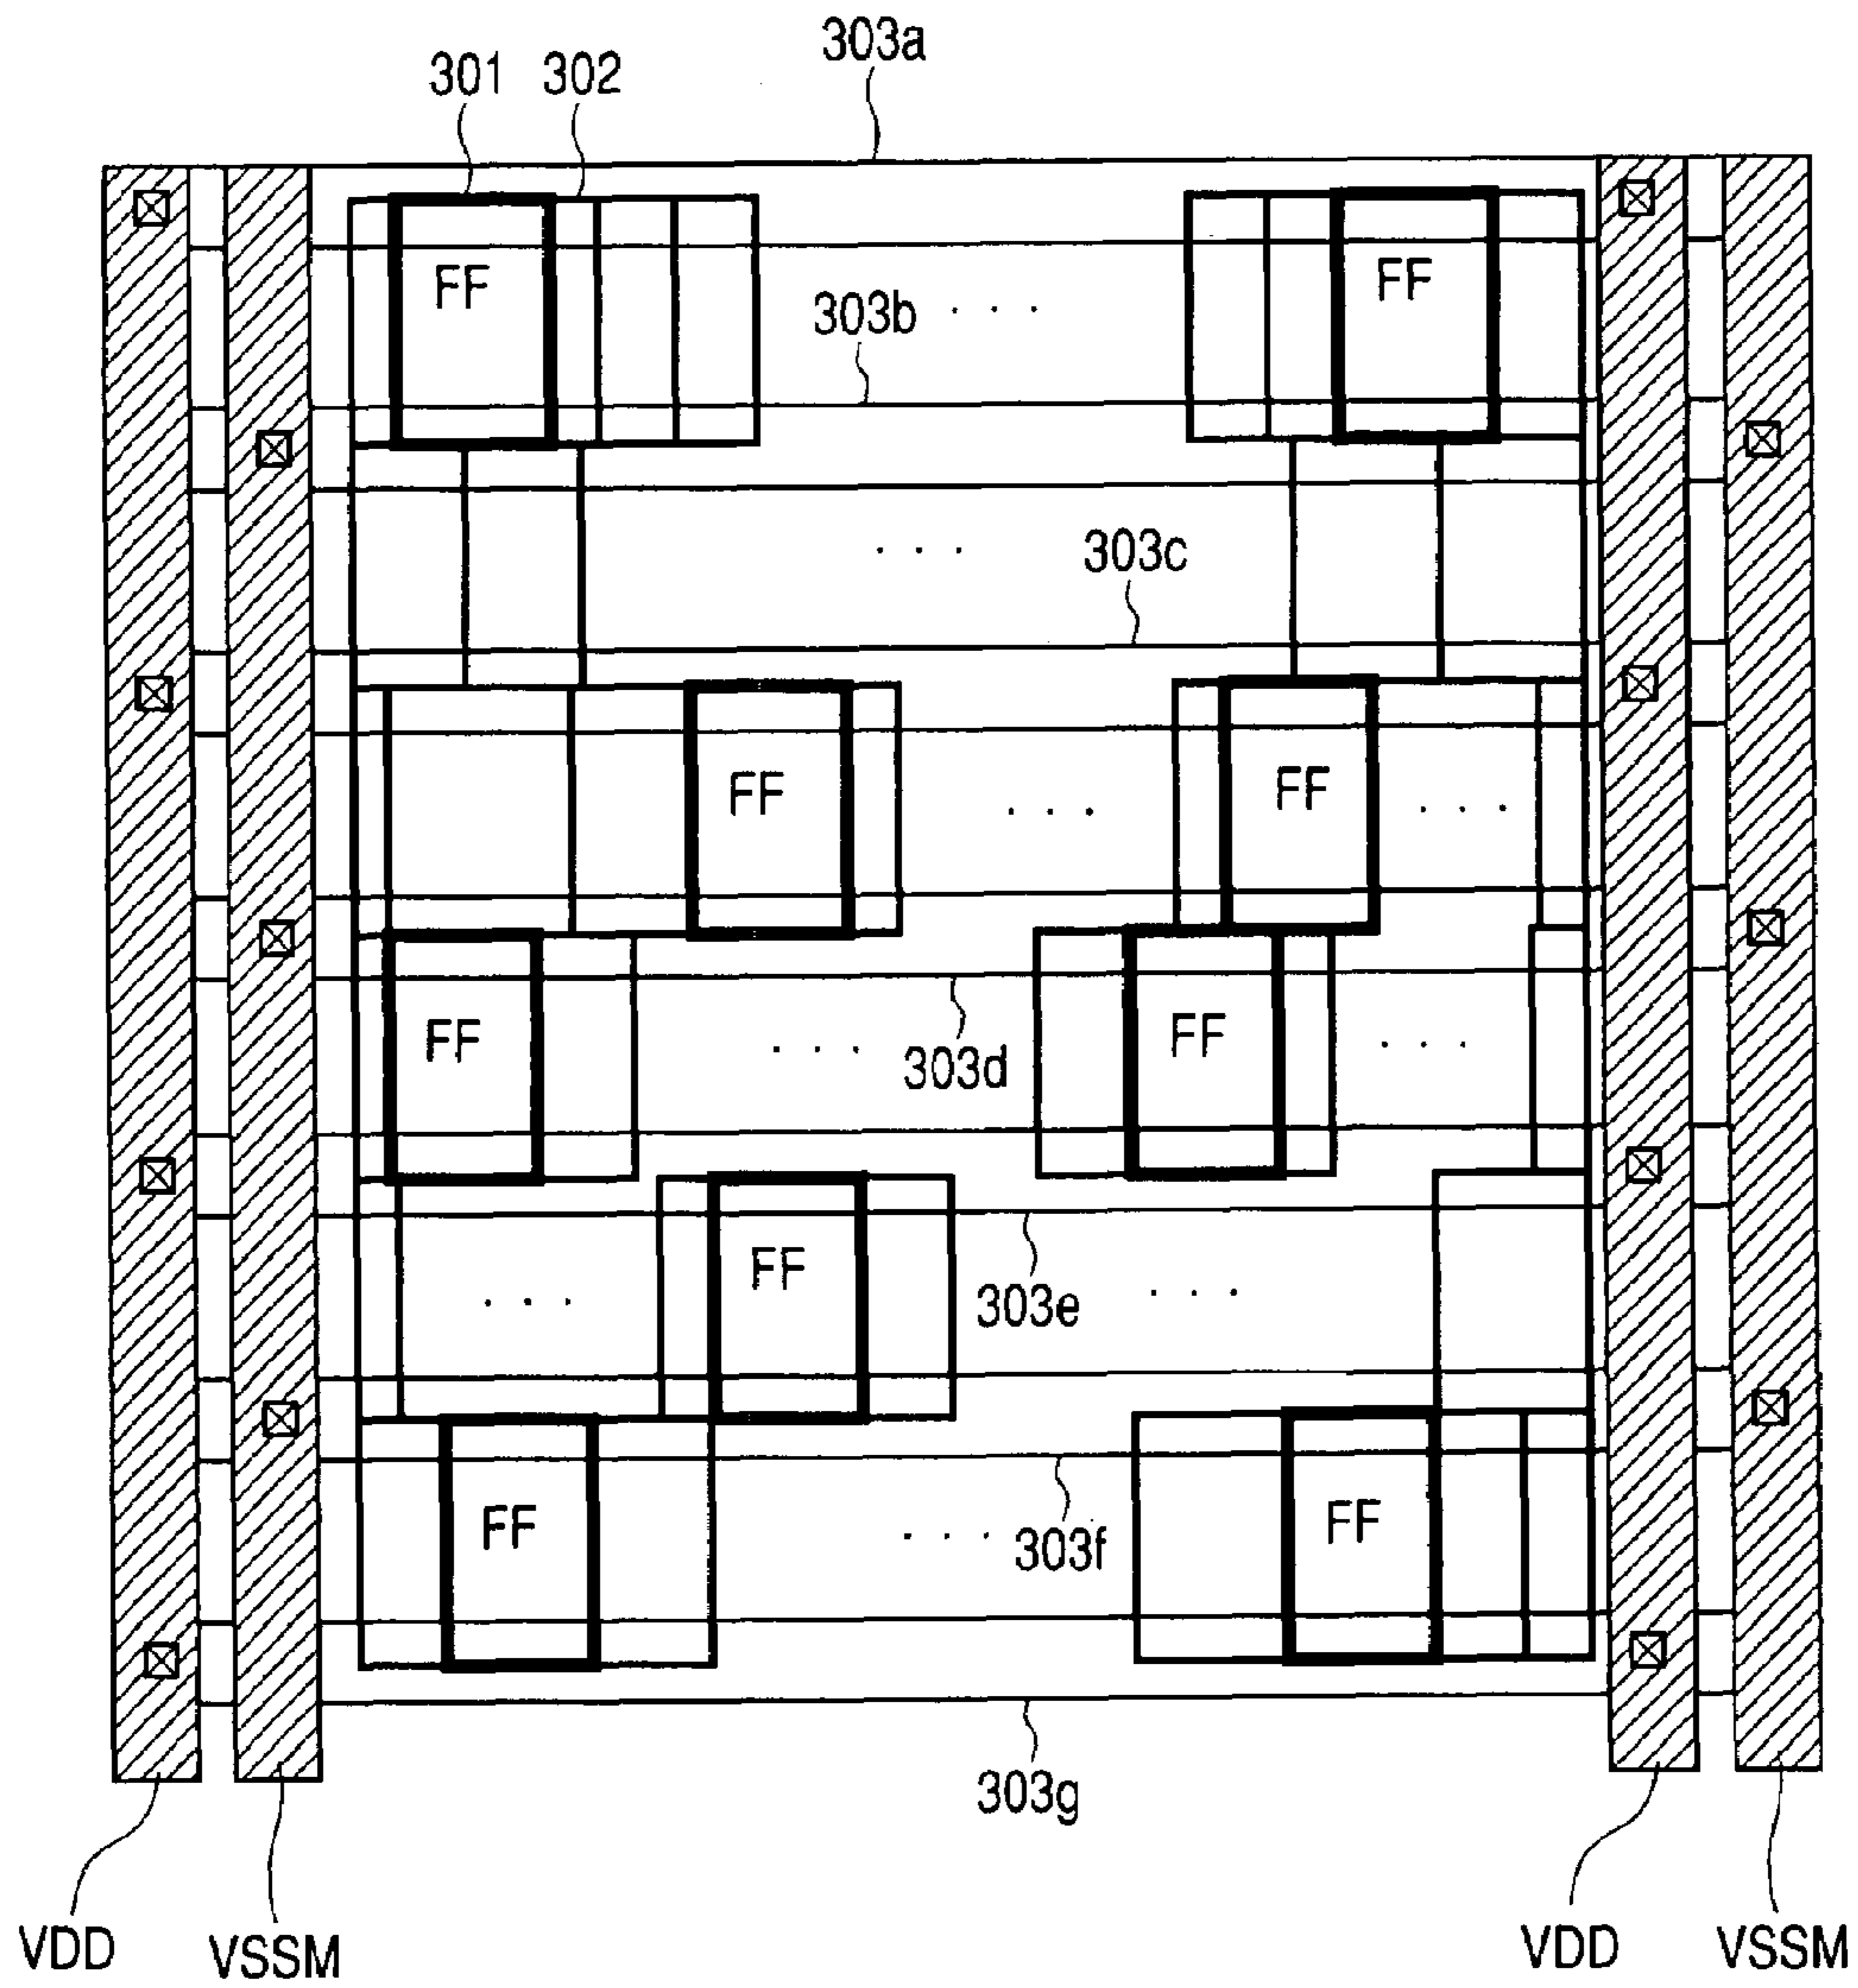 303a
301 302
FF FF
303b
303c
FF FF
FF FF
303d
FF
303e
FF FF
303f
303g
VDD VSSM VDD VSSM